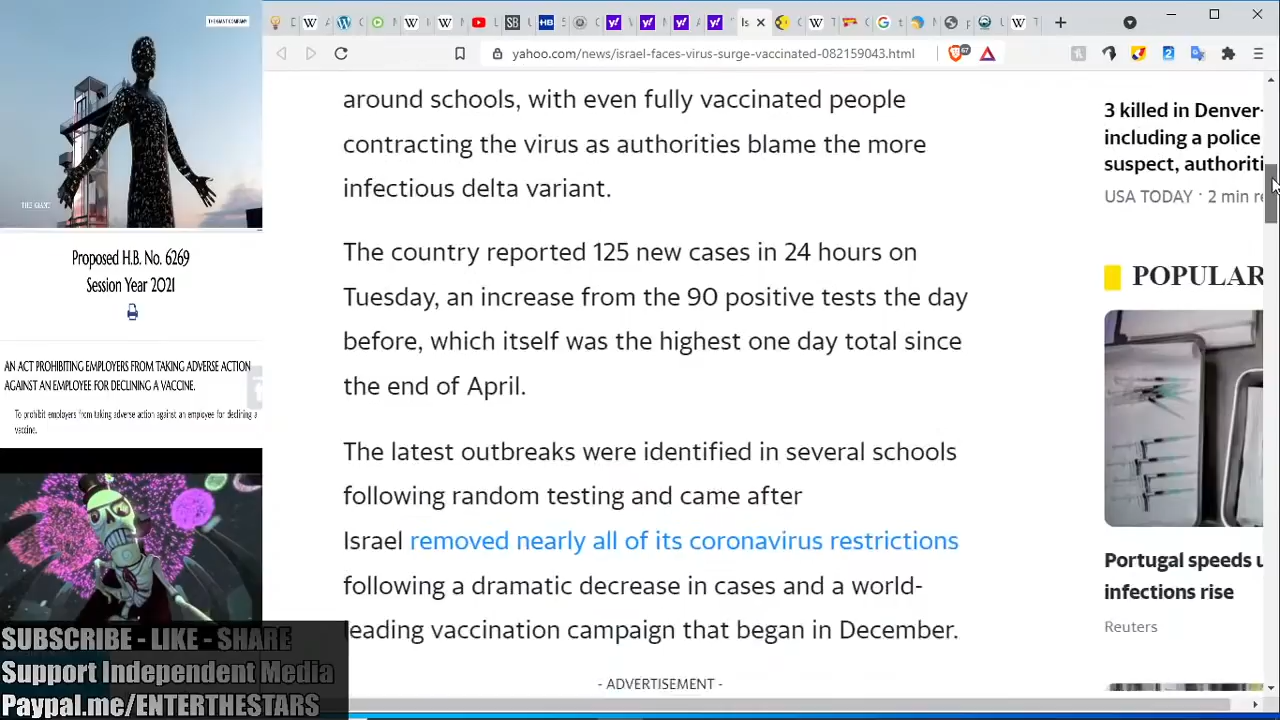 THE GIANT COMPANY
THE GIANT
Proposed H.B. No. 6269
Session Year 2021
AN ACT PROHIBITING EMPLOYERS FROM TAKING ADVERSE ACTION
AGAINST AN EMPLOYEE FOR DECLINING A VACCINE.
To prohibit employers from taking adverse action against an employee for declining a
vaccine.
SUBSCRIBE - LIKE - SHARE
Support Independent Media
Paypal.me/ENTERTHESTARS
yahoo.com/news/israel-faces-virus-surge-vaccinated-082159043.html
around schools, with even fully vaccinated people
contracting the virus as authorities blame the more
infectious delta variant.
The country reported 125 new cases in 24 hours on
Tuesday, an increase from the 90 positive tests the day
before, which itself was the highest one day total since
the end of April.
The latest outbreaks were identified in several schools
following random testing and came after
Israel removed nearly all of its coronavirus restrictions
following a dramatic decrease in cases and a world-
leading vaccination campaign that began in December.
- ADVERTISEMENT -
3 killed in Denver-
including a police
suspect, authoriti
USA TODAY · 2 min re
POPULAR
Portugal speeds u
infections rise
Reuters